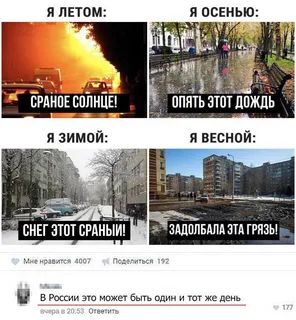 Я ЛЕТОМ:
Я ОСЕНЬЮ:
СРАНОЕ СОЛНЦЕ!
ОПЯТЬ ЭТОТ ДОЖДЬ
Я ЗИМОЙ:
Я ВЕСНОЙ:
СНЕГ ЭТОТ СРАНЫЙ!
ЗАДОЛБАЛА ЭТА ГРЯЗЬ!
Мне нравится 4007 Поделиться 192
В России это может быть один и тот же день
вчера в 20:53 Ответить
177